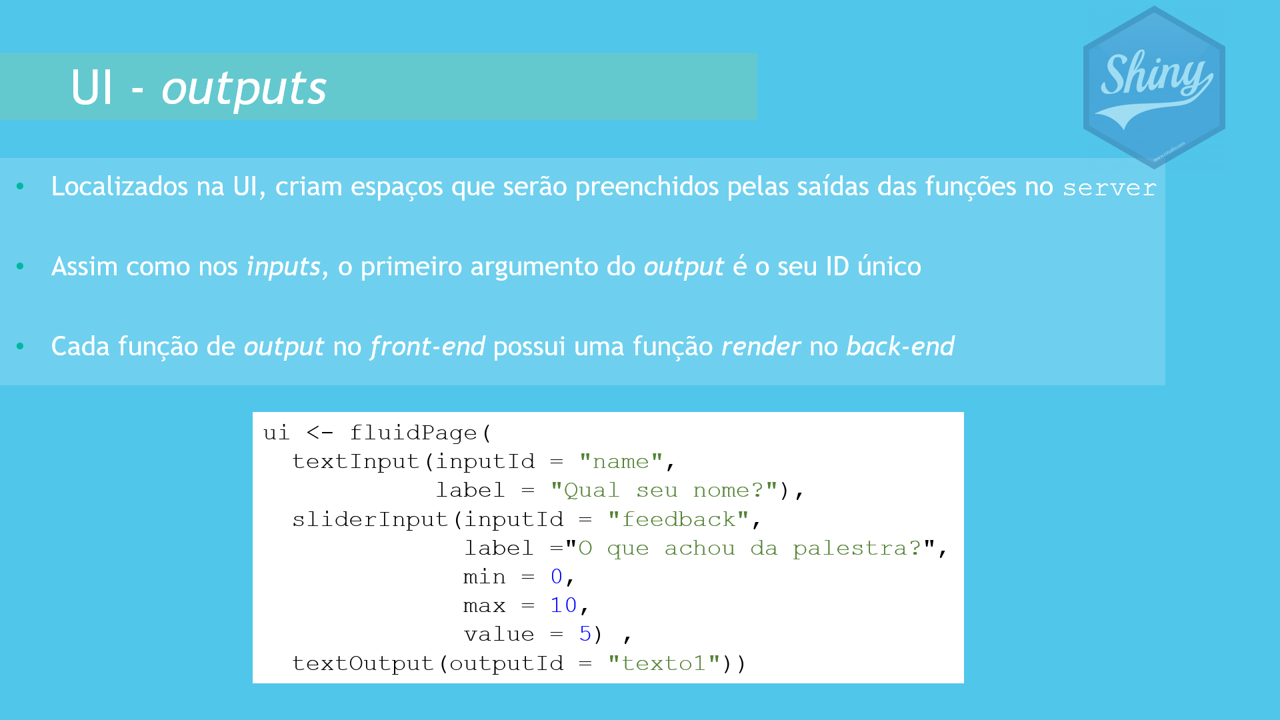 UI - outputs
Shiny
• Localizados na UI, criam espaços que serão preenchidos pelas saídas das funções no server
• Assim como nos inputs, o primeiro argumento do output é o seu ID único
• Cada função de output no front-end possui uma função render no back-end
ui <- fluidPage(
  textInput(inputId = "name",
            label = "Qual seu nome?"),
  sliderInput(inputId = "feedback",
              label ="O que achou da palestra?",
              min = 0,
              max = 10,
              value = 5) ,
  textOutput(outputId = "texto1"))